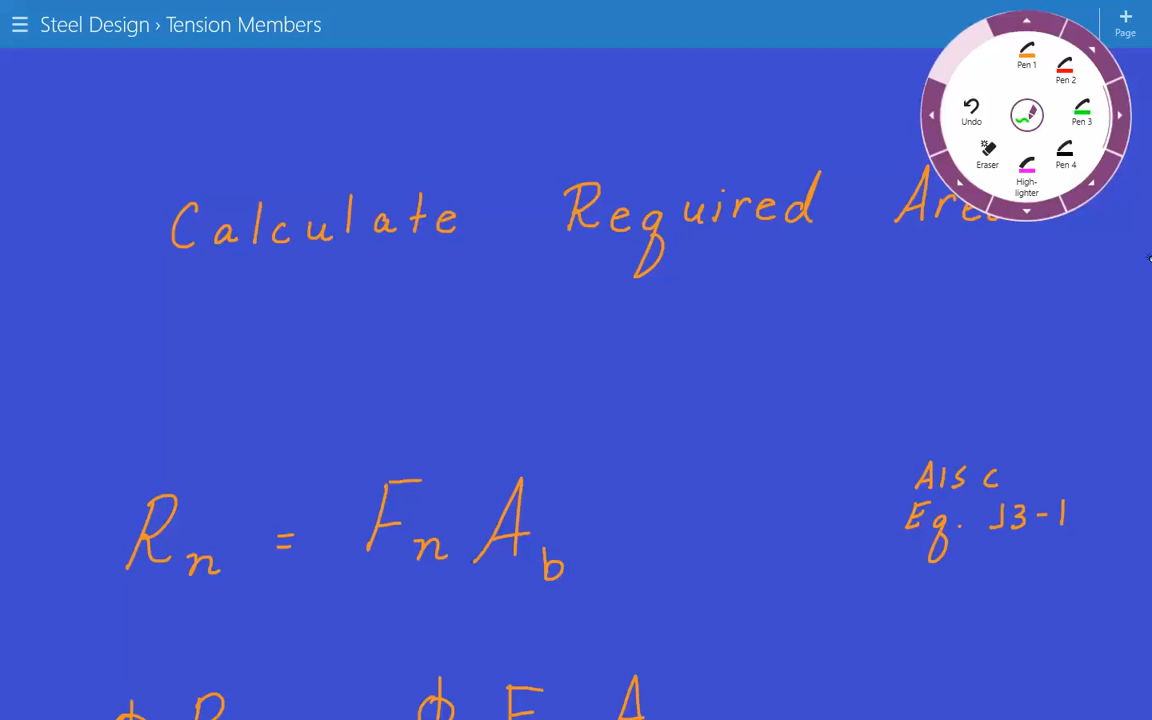 Steel Design › Tension Members
Page
Pen 1
Pen 2
Undo
Pen 3
Eraser
Pen 4
High-
lighter
Calculate Required Area
AISC
Eq. J3-1
Rn = Fn Ab
ϕ R ϕ F A